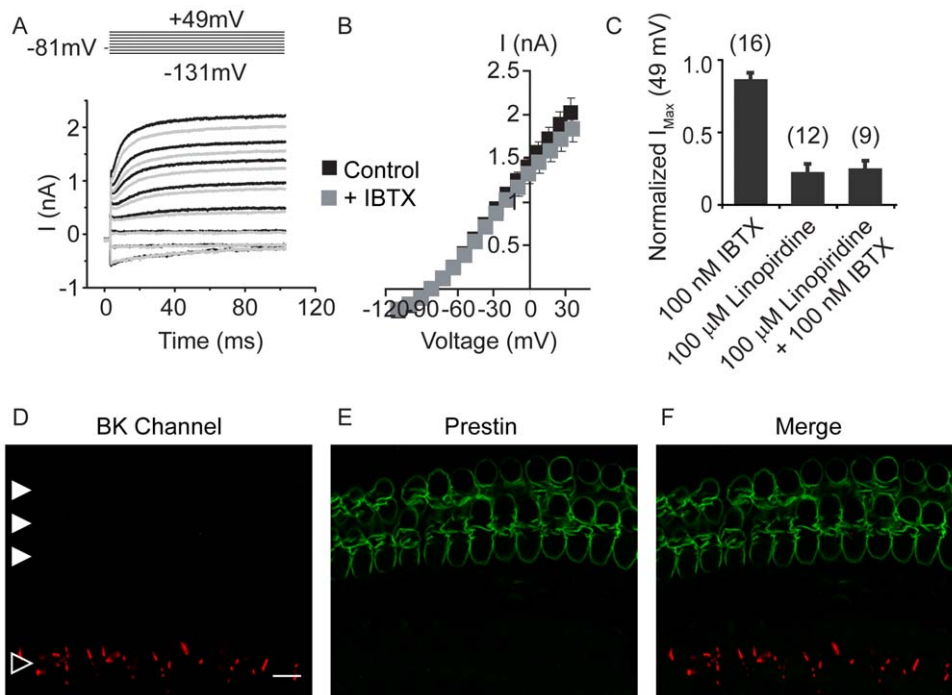 A
+49mV
-81mV
-131mV
I (nA)
2
1
0
-1
0
40
80
120
Time (ms)
B
I (nA)
2.5
2
1.5
1
0.5
Control
+ IBTX
-120
-90
-60
-30
0
30
Voltage (mV)
C
Normalized I Max (49 mV)
1.0
0.5
0
(16)
(12)
(9)
100 nM IBTX
100 μM Linopirdine
100 μM Linopiridine
+ 100 nM IBTX
D
BK Channel
E
Prestin
F
Merge